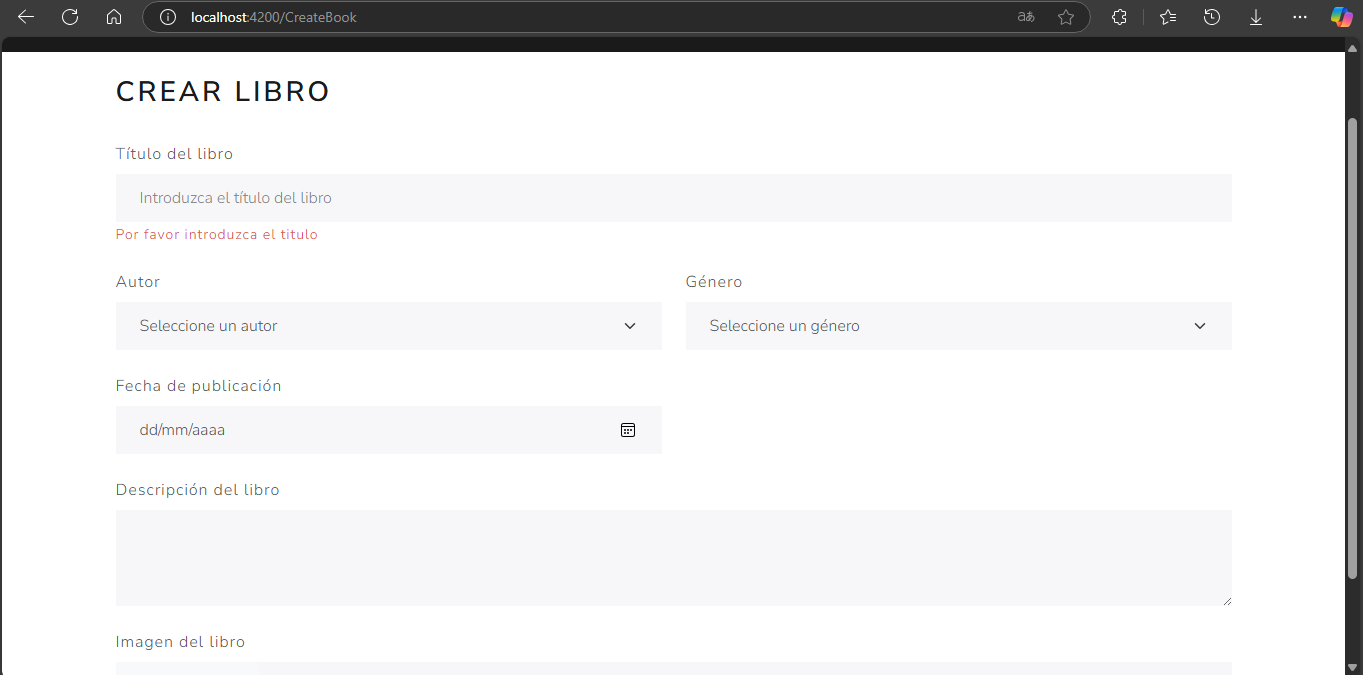 localhost:4200/CreateBook
aあ
CREAR LIBRO
Título del libro
Introduzca el título del libro
Por favor introduzca el titulo
Autor
Género
Seleccione un autor
Seleccione un género
Fecha de publicación
dd/mm/aaaa
Descripción del libro
Imagen del libro